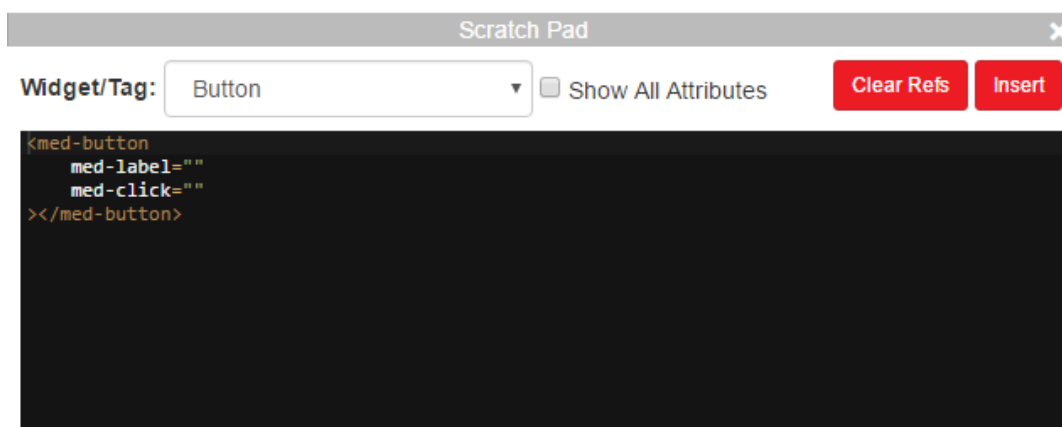 Scratch Pad
Widget/Tag: Button Show All Attributes Clear Refs Insert
<med-button
    med-label=""
    med-click=""
></med-button>